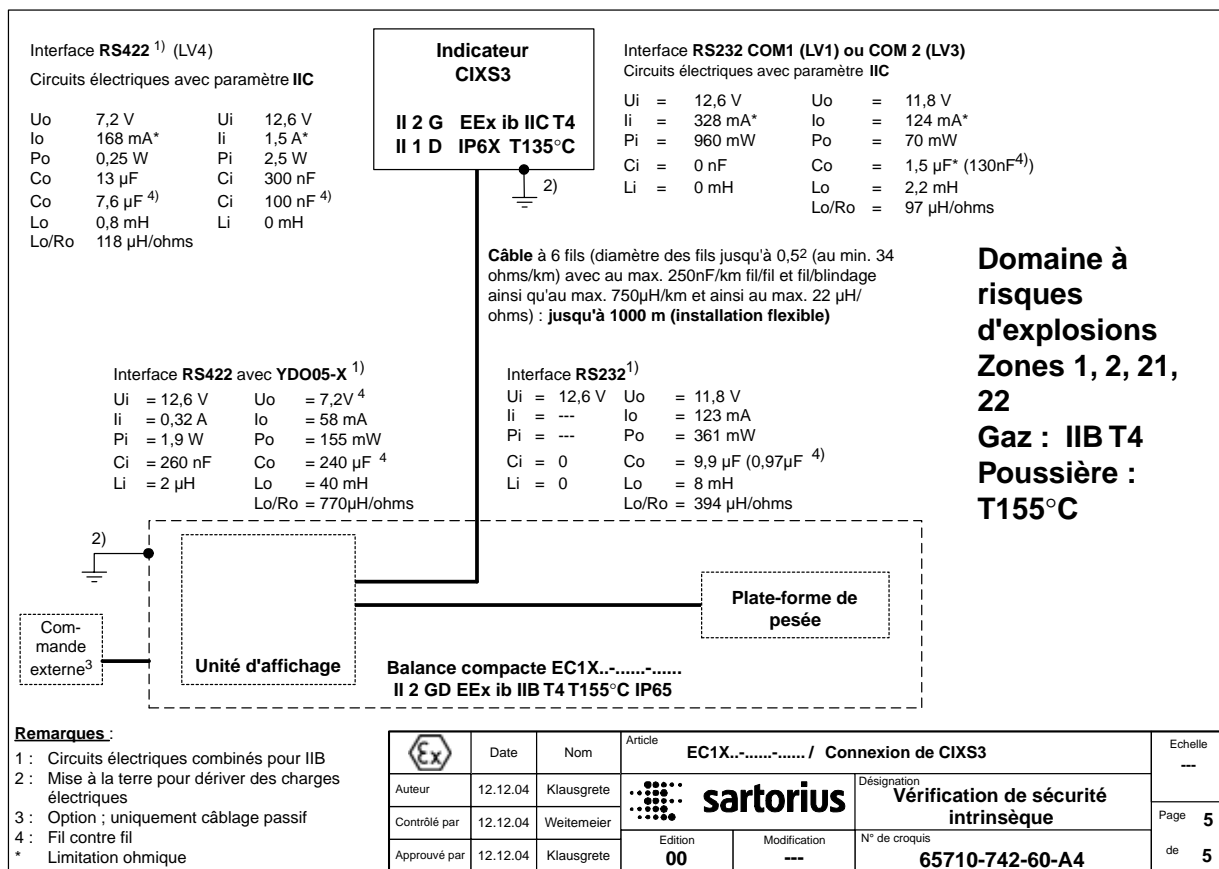 Interface RS422 1) (LV4)
Circuits électriques avec paramètre IIC
Uo 7,2 V Ui 12,6 V
Io 168 mA* Ii 1,5 A*
Po 0,25 W Pi 2,5 W
Co 13 µF Ci 300 nF
Co 7,6 µF 4) Ci 100 nF 4)
Lo 0,8 mH Li 0 mH
Lo/Ro 118 µH/ohms
Indicateur
CIXS3
II 2 G EEx ib IIC T4
II 1 D IP6X T135°C
2)
Interface RS232 COM1 (LV1) ou COM 2 (LV3)
Circuits électriques avec paramètre IIC
Ui = 12,6 V Uo = 11,8 V
Ii = 328 mA* Io = 124 mA*
Pi = 960 mW Po = 70 mW
Ci = 0 nF Co = 1,5 µF* (130nF4))
Li = 0 mH Lo = 2,2 mH
Lo/Ro = 97 µH/ohms
Câble à 6 fils (diamètre des fils jusqu'à 0,5² (au min. 34
ohms/km) avec au max. 250nF/km fil/fil et fil/blindage
ainsi qu'au max. 750µH/km et ainsi au max. 22 µH/
ohms) : jusqu'à 1000 m (installation flexible)
Domaine à
risques
d'explosions
Zones 1, 2, 21,
22
Gaz : IIB T4
Poussière :
T155°C
Interface RS422 avec YDO05-X 1)
Ui = 12,6 V Uo = 7,2V 4
Ii = 0,32 A Io = 58 mA
Pi = 1,9 W Po = 155 mW
Ci = 260 nF Co = 240 µF 4
Li = 2 µH Lo = 40 mH
Lo/Ro = 770µH/ohms
Interface RS232 1)
Ui = 12,6 V Uo = 11,8 V
Ii = --- Io = 123 mA
Pi = --- Po = 361 mW
Ci = 0 Co = 9,9 µF (0,97µF 4)
Li = 0 Lo = 8 mH
Lo/Ro = 394 µH/ohms
2)
Com-
mande
externe3
Unité d'affichage
Plate-forme de
pesée
Balance compacte EC1X..-......-......
II 2 GD EEx ib IIB T4 T155°C IP65
Remarques :
1 : Circuits électriques combinés pour IIB
2 : Mise à la terre pour dériver des charges
électriques
3 : Option ; uniquement câblage passif
4 : Fil contre fil
* Limitation ohmique
Ex
Date Nom
Auteur 12.12.04 Klausgrete
Contrôlé par 12.12.04 Weitemeier
Approuvé par 12.12.04 Klausgrete
Article
EC1X..-......-...... / Connexion de CIXS3
sartorius
Désignation
Vérification de sécurité
intrinsèque
Edition
00
Modification
---
N° de croquis
65710-742-60-A4
Echelle
---
Page 5
de 5